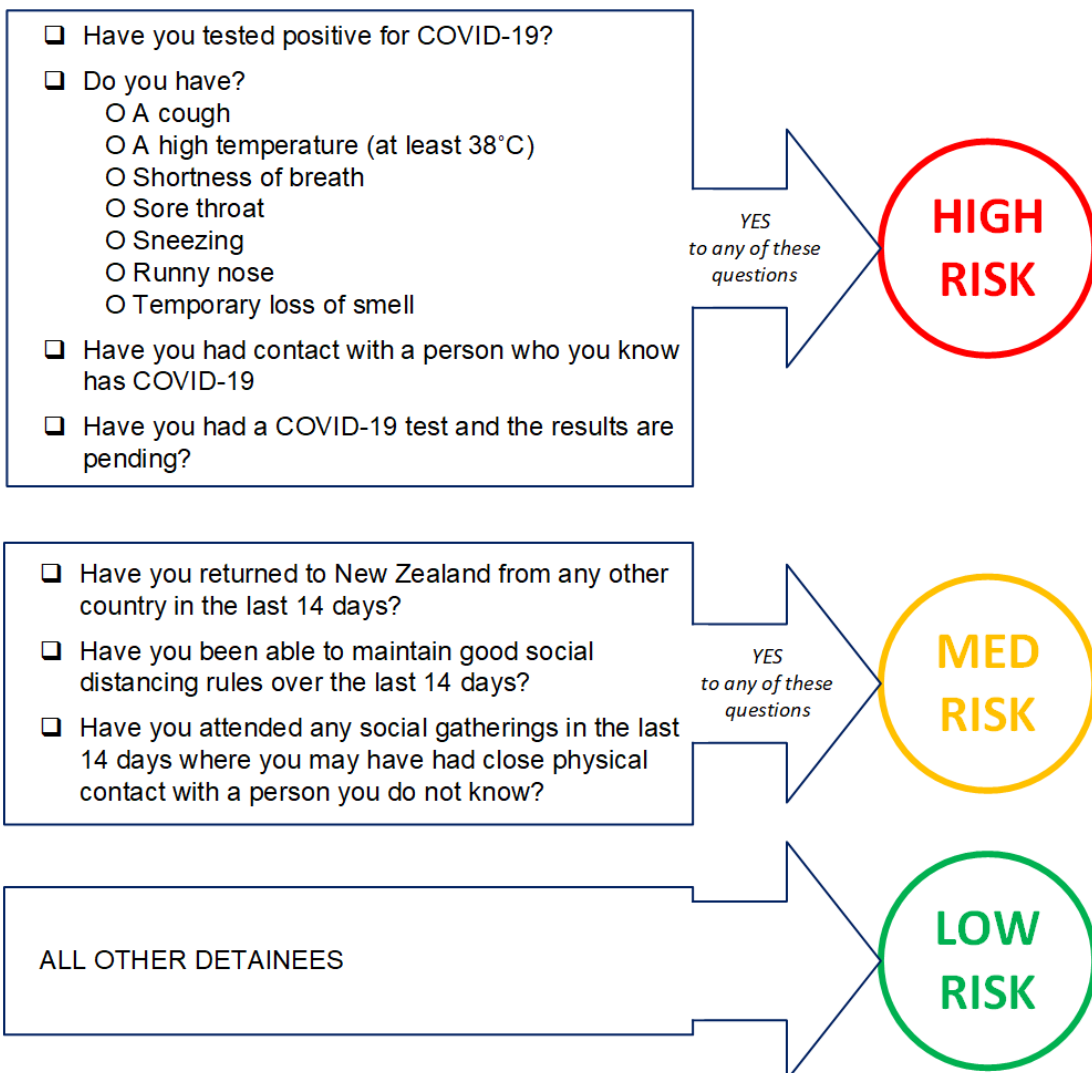 ❑ Have you tested positive for COVID-19?
❑ Do you have?
O A cough
O A high temperature (at least 38°C)
O Shortness of breath
O Sore throat
O Sneezing
O Runny nose
O Temporary loss of smell
❑ Have you had contact with a person who you know
has COVID-19
❑ Have you had a COVID-19 test and the results are
pending?
YES
to any of these
questions
HIGH
RISK
❑ Have you returned to New Zealand from any other
country in the last 14 days?
❑ Have you been able to maintain good social
distancing rules over the last 14 days?
❑ Have you attended any social gatherings in the last
14 days where you may have had close physical
contact with a person you do not know?
YES
to any of these
questions
MED
RISK
ALL OTHER DETAINEES
LOW
RISK